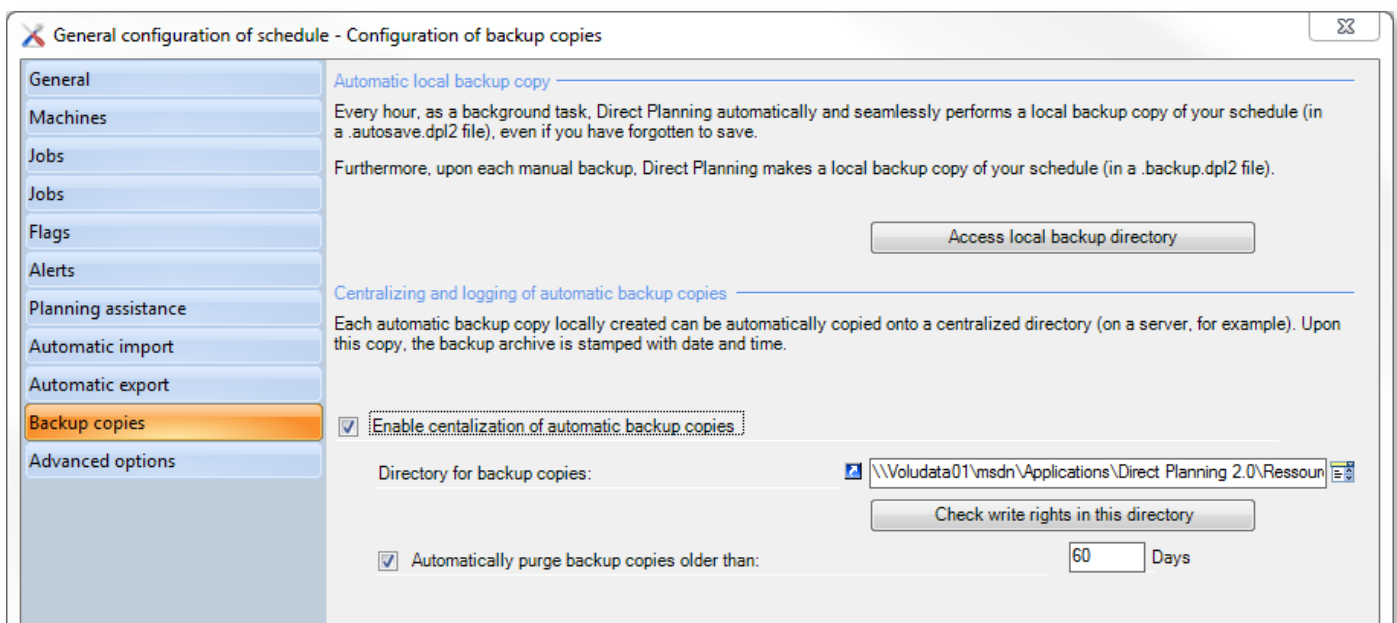 General configuration of schedule - Configuration of backup copies
General
Machines
Jobs
Jobs
Flags
Alerts
Planning assistance
Automatic import
Automatic export
Backup copies
Advanced options
Automatic local backup copy
Every hour, as a background task, Direct Planning automatically and seamlessly performs a local backup copy of your schedule (in
a .autosave.dpl2 file), even if you have forgotten to save.
Furthermore, upon each manual backup, Direct Planning makes a local backup copy of your schedule (in a .backup.dpl2 file).
Access local backup directory
Centralizing and logging of automatic backup copies
Each automatic backup copy locally created can be automatically copied onto a centralized directory (on a server, for example). Upon
this copy, the backup archive is stamped with date and time.
Enable centalization of automatic backup copies
Directory for backup copies:
\\Voludata01\msdn\Applications\Direct Planning 2.0\Ressour
Check write rights in this directory
Automatically purge backup copies older than:
60 Days